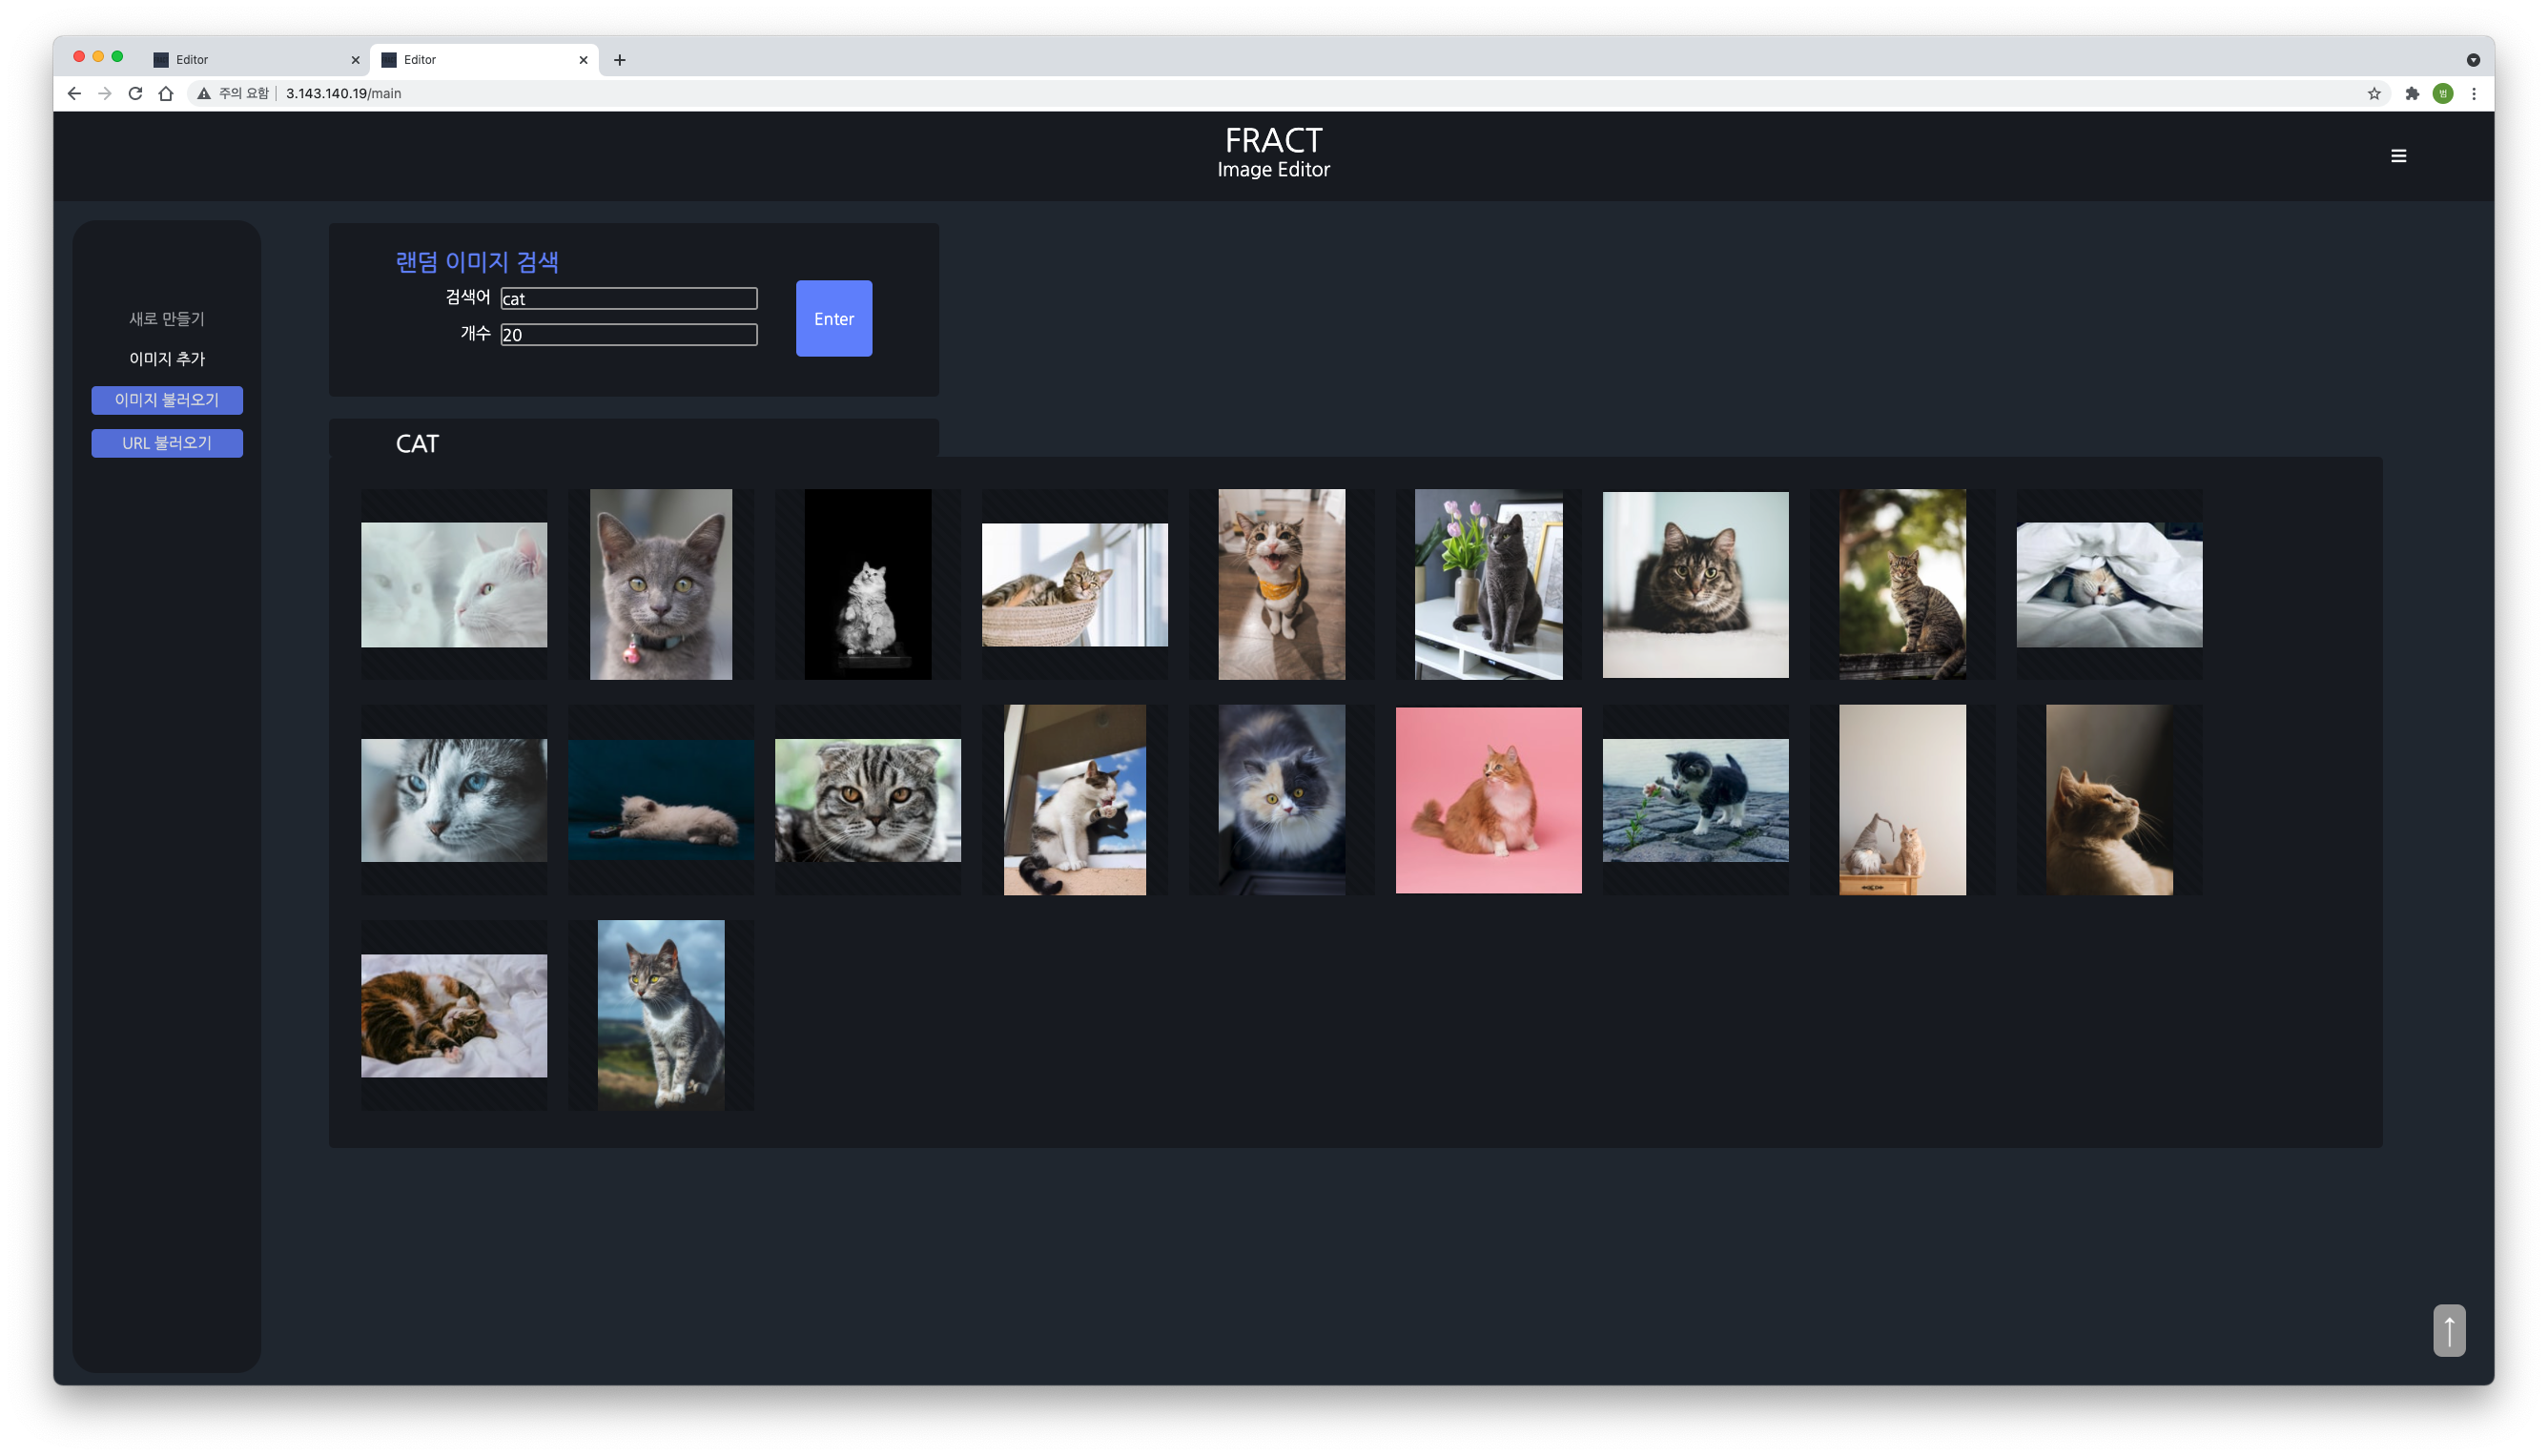 Editor
Editor
주의 요함
3.143.140.19/main
범
FRACT
Image Editor
새로 만들기
이미지 추가
이미지 불러오기
URL 불러오기
랜덤 이미지 검색
검색어 cat
개수 20
Enter
CAT